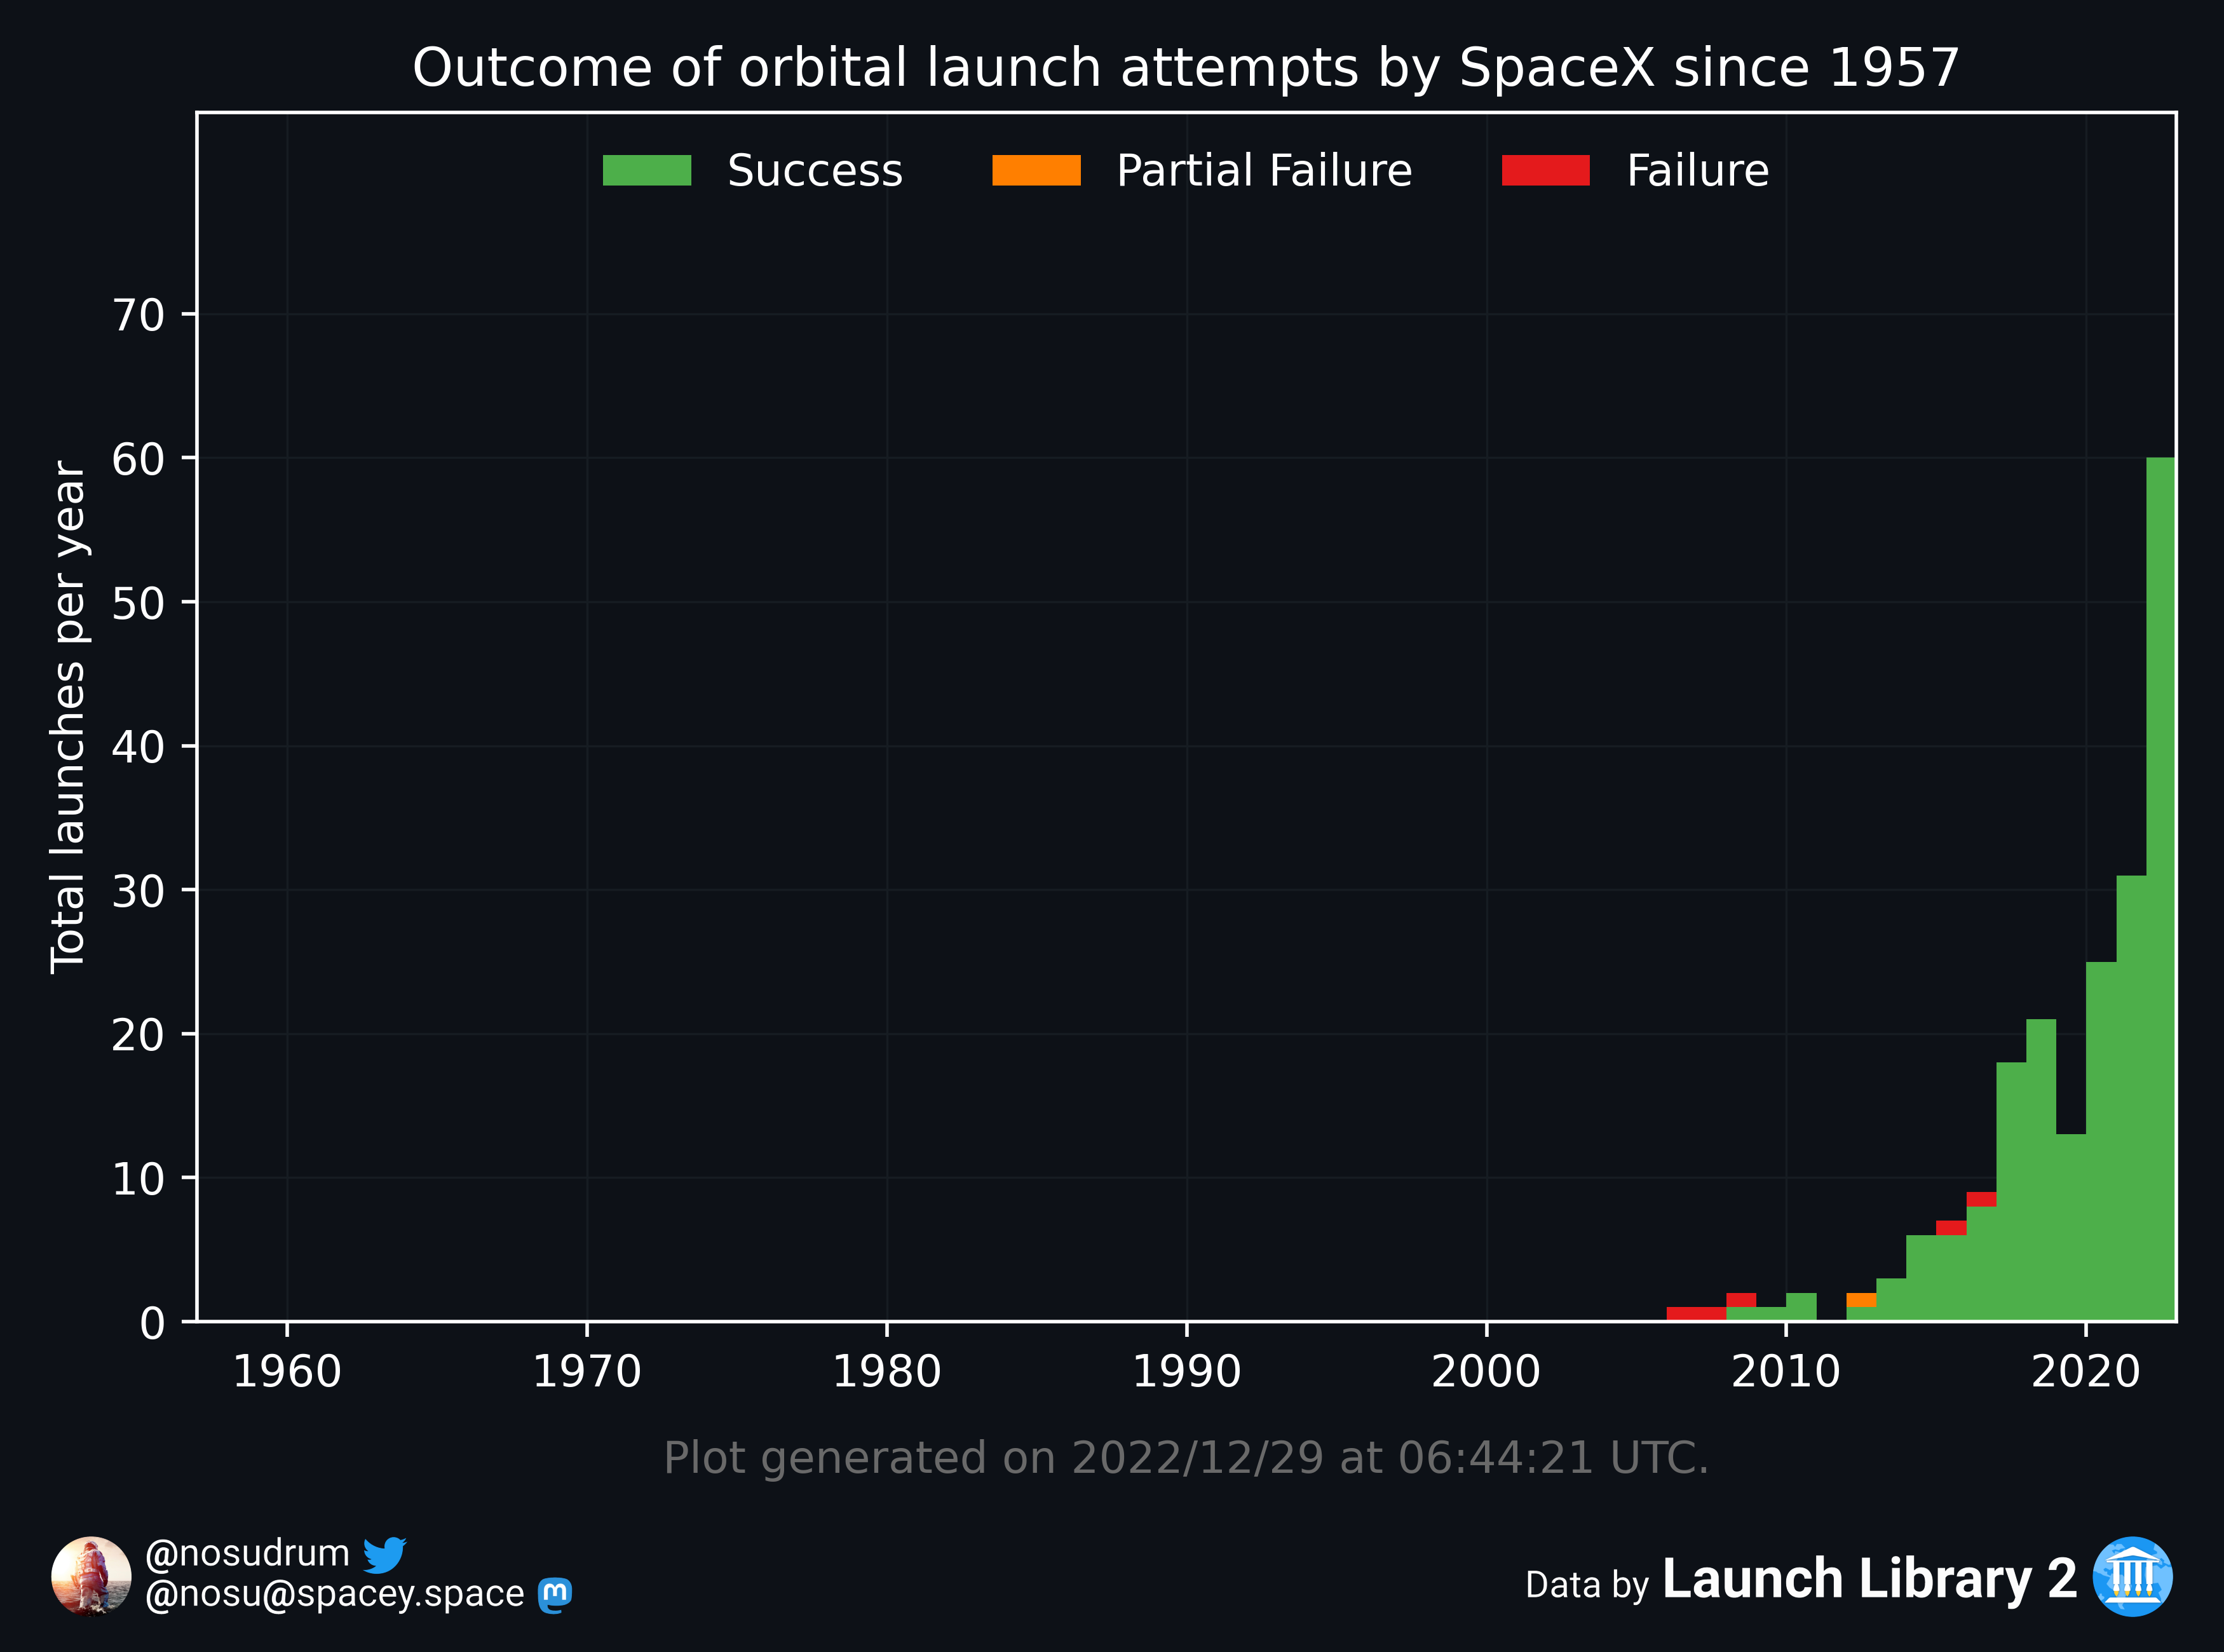 Outcome of orbital launch attempts by SpaceX since 1957
Success Partial Failure Failure
Total launches per year
70
60
50
40
30
20
10
0
1960 1970 1980 1990 2000 2010 2020
Plot generated on 2022/12/29 at 06:44:21 UTC.
@nosudrum
@nosu@spacey.space
Data by Launch Library 2